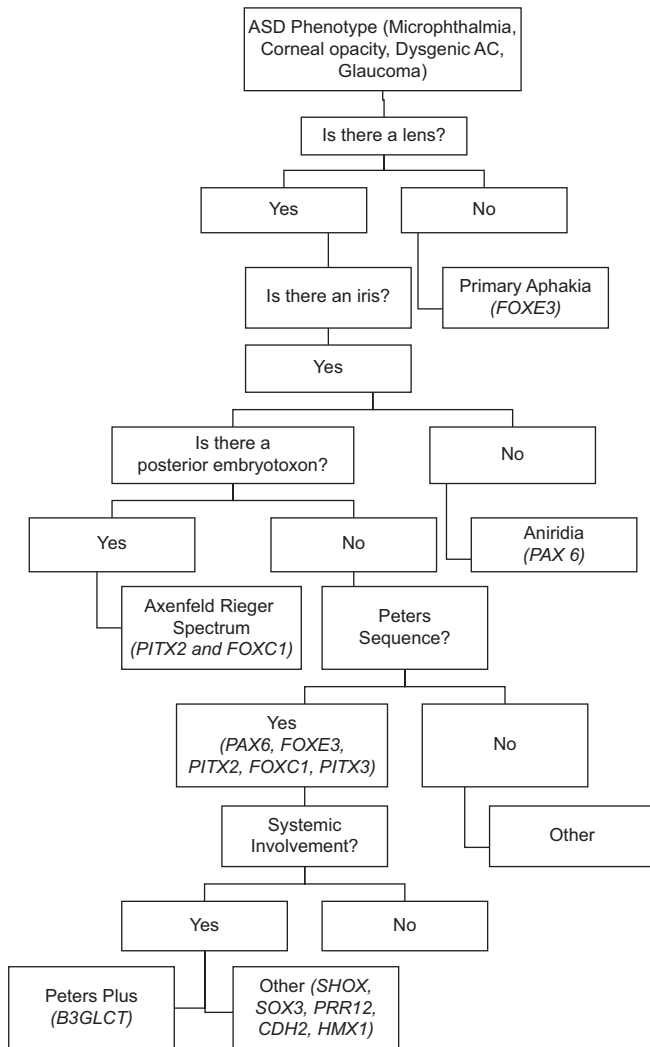 ASD Phenotype (Microphthalmia,
Corneal opacity, Dysgenic AC,
Glaucoma)
Is there a lens?
Yes
No
Is there an iris?
Primary Aphakia
(FOXE3)
Yes
Is there a
posterior embryotoxon?
No
Yes
No
Aniridia
(PAX 6)
Axenfeld Rieger
Spectrum
(PITX2 and FOXC1)
Peters
Sequence?
Yes
(PAX6, FOXE3,
PITX2, FOXC1, PITX3)
No
Systemic
Involvement?
Other
Yes
No
Peters Plus
(B3GLCT)
Other (SHOX,
SOX3, PRR12,
CDH2, HMX1)